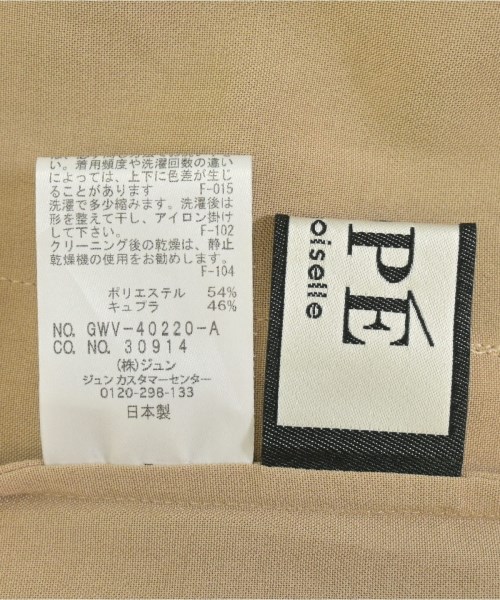 い。着用頻度や洗濯回数の違い
によっては、上下に色差が生じ
ることがあります F-015
洗濯で多少縮みます。洗濯後は
形を整えて干し、アイロン掛け
して下さい。 F-102
クリーニング後の乾燥は、静止
乾燥機の使用をお勧めします。
F-104
ポリエステル 54%
キュプラ 46%
NO. GWV-40220-A
CO. NO. 30914
(株)ジュン
ジュン カスタマーセンター
0120-298-133
日本製
PÉ
oiselle